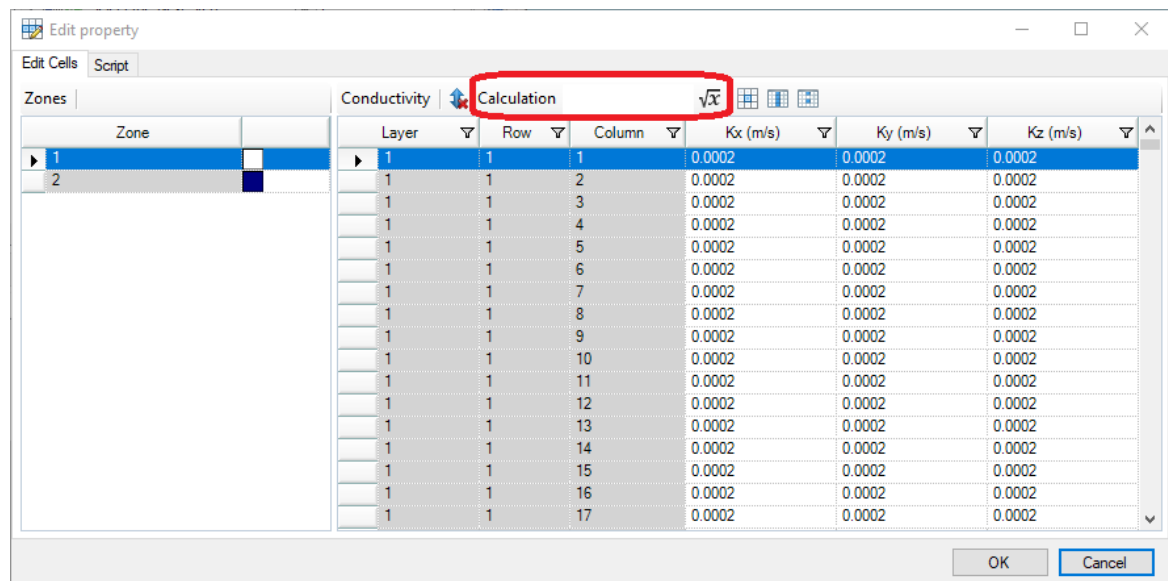 Edit property
Edit Cells Script
Zones Conductivity Calculation √x
Zone Layer Row Column Kx (m/s) Ky (m/s) Kz (m/s)
1 1 1 1 0.0002 0.0002 0.0002
2 1 1 2 0.0002 0.0002 0.0002
1 1 3 0.0002 0.0002 0.0002
1 1 4 0.0002 0.0002 0.0002
1 1 5 0.0002 0.0002 0.0002
1 1 6 0.0002 0.0002 0.0002
1 1 7 0.0002 0.0002 0.0002
1 1 8 0.0002 0.0002 0.0002
1 1 9 0.0002 0.0002 0.0002
1 1 10 0.0002 0.0002 0.0002
1 1 11 0.0002 0.0002 0.0002
1 1 12 0.0002 0.0002 0.0002
1 1 13 0.0002 0.0002 0.0002
1 1 14 0.0002 0.0002 0.0002
1 1 15 0.0002 0.0002 0.0002
1 1 16 0.0002 0.0002 0.0002
1 1 17 0.0002 0.0002 0.0002
OK Cancel